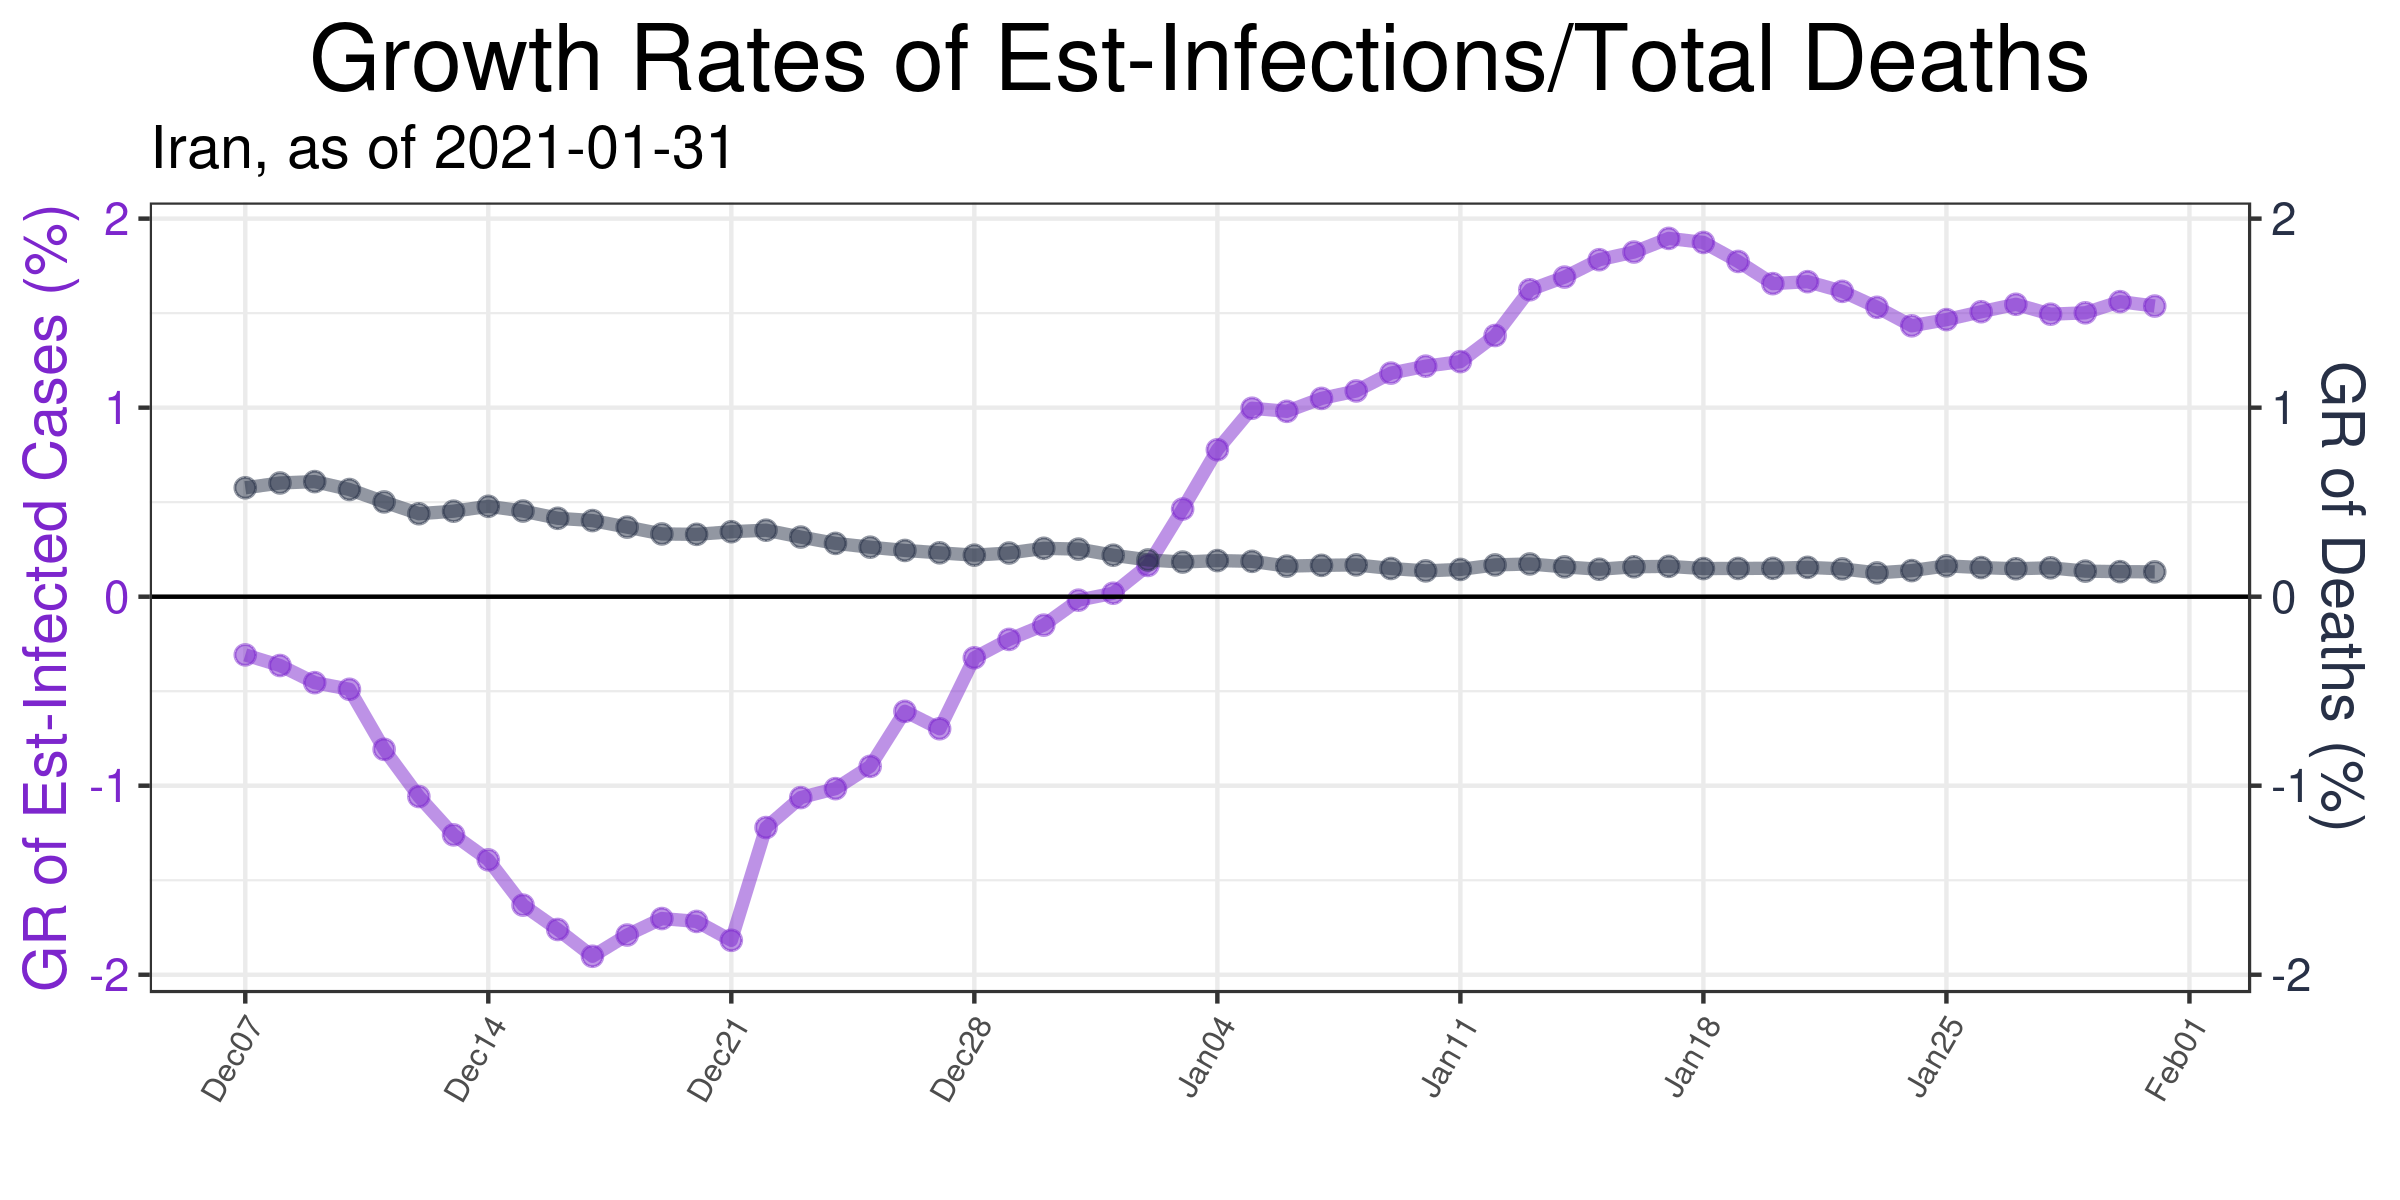 Growth Rates of Est-Infections/Total Deaths
Iran, as of 2021-01-31
GR of Est-Infected Cases (%)
2
1
0
-1
-2
2
1
0
-1
-2
GR of Deaths (%)
Dec07
Dec14
Dec21
Dec28
Jan04
Jan11
Jan18
Jan25
Feb01